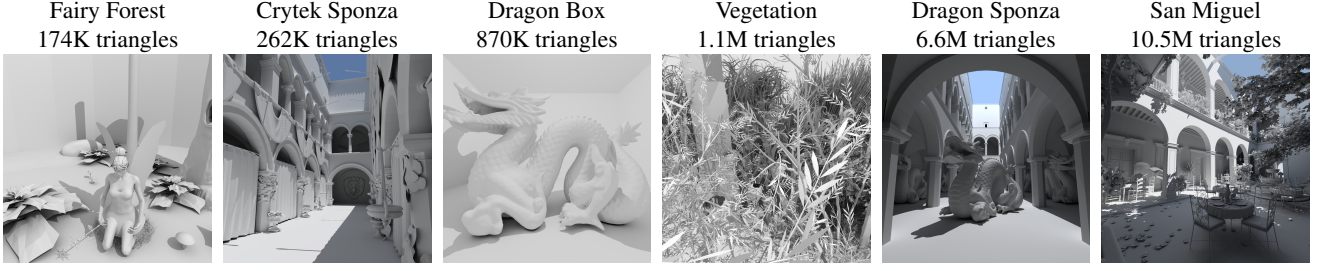 Fairy Forest
174K triangles
Crytek Sponza
262K triangles
Dragon Box
870K triangles
Vegetation
1.1M triangles
Dragon Sponza
6.6M triangles
San Miguel
10.5M triangles